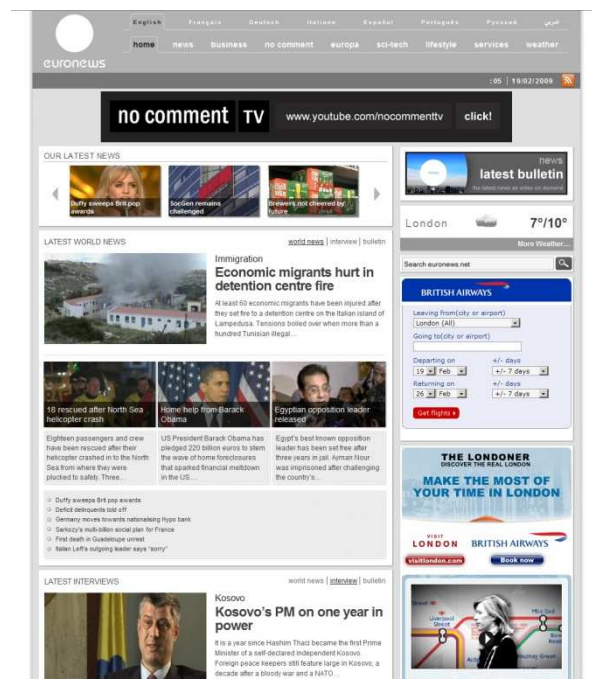 English Français Deutsch Italiano Español Português Русский عربي
home news business no comment europa sci-tech lifestyle services weather
euronews
:05 | 19/02/2009
no comment TV www.youtube.com/nocommenttv click!
OUR LATEST NEWS
Duffy sweeps Brit pop
awards
SocGen remains
challenged
Brewers not cheered by
future
news
latest bulletin
the latest news as video on demand
London 7°/10°
More Weather...
Search euronews.net
LATEST WORLD NEWS world news | interview | bulletin
Immigration
Economic migrants hurt in
detention centre fire
At least 50 economic migrants have been injured after
they set fire to a detention centre on the Italian island of
Lampedusa. Tensions boiled over when more than a
hundred Tunisian illegal...
18 rescued after North Sea
helicopter crash
Eighteen passengers and crew
have been rescued after their
helicopter crashed in to the North
Sea from where they were
plucked to safely. Three...
Home help from Barack
Obama
US President Barack Obama has
pledged 220 billion euros to stem
the wave of home foreclosures
that sparked financial meltdown
in the US...
Egyptian opposition leader
released
Egypt's best known opposition
leader has been set free after
three years in jail. Ayman Nour
was imprisoned after challenging
the country's...
Duffy sweeps Brit pop awards
Deficit delinquents told off
Germany moves towards nationalising Hypo bank
Sarkozy's multi-billion social plan for France
First death in Guadeloupe unrest
Italian Left's outgoing leader says "sorry"
LATEST INTERVIEWS world news | interview | bulletin
Kosovo
Kosovo's PM on one year in
power
It is a year since Hashim Thaci became the first Prime
Minister of a self-declared independent Kosovo.
Foreign peace keepers still feature large in Kosovo, a
decade after a bloody war and a NATO...
BRITISH AIRWAYS
Leaving from(city or airport)
London (All)
Going to(city or airport)
Departing on +/- days
19 Feb +/- 7 days
Returning on +/- days
26 Feb +/- 7 days
Get flights
THE LONDONER
DISCOVER THE REAL LONDON
MAKE THE MOST OF
YOUR TIME IN LONDON
VISIT
LONDON BRITISH AIRWAYS
visitlondon.com Book now
Liverpool
Street
Mile End